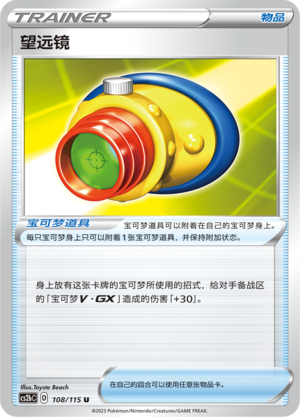 TRAINER 物品
望远镜
宝可梦道具 宝可梦道具可以附着在自己的宝可梦身上。
每只宝可梦身上只可以附着1张宝可梦道具，并保持附加状态。
身上放有这张卡牌的宝可梦所使用的招式，给对手备战区
的「宝可梦V・GX」造成的伤害「+30」。
Illus.Toyste Beach
CS2b C D 108/115 U
在自己的回合可以使用任意张物品卡。
©2023 Pokémon/Nintendo/Creatures/GAME FREAK.